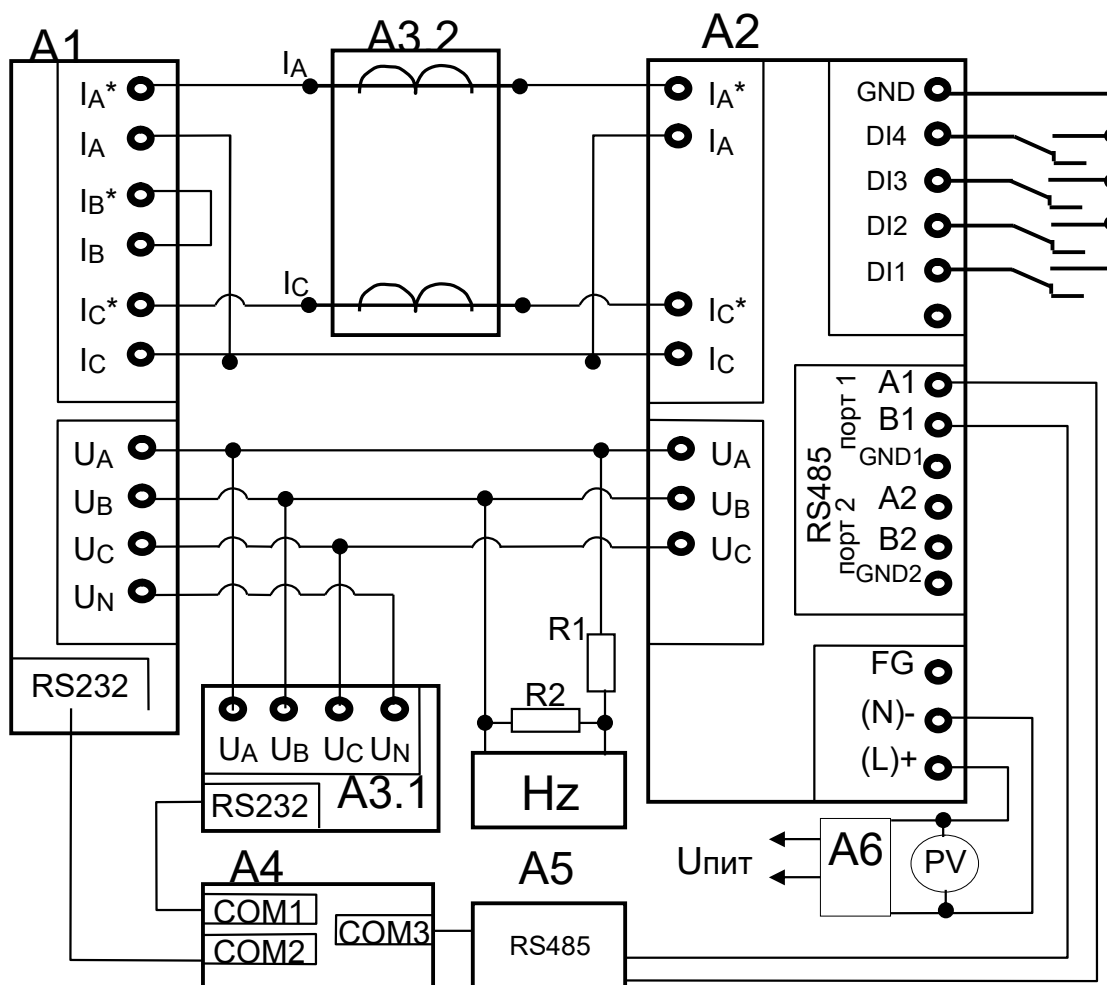 A1
A3.2
A2
IA
IA*
IA
IB*
IB
IC*
IC
IC
IA*
IA
IC*
IC
GND
DI4
DI3
DI2
DI1
UA
UB
UC
UN
UA
UB
UC
RS485
порт 1
порт 2
A1
B1
GND1
A2
B2
GND2
R1
R2
FG
(N)-
(L)+
RS232
UA UB UC UN
A3.1
RS232
Hz
Uпит
A6
PV
A4
COM1
COM2
COM3
A5
RS485